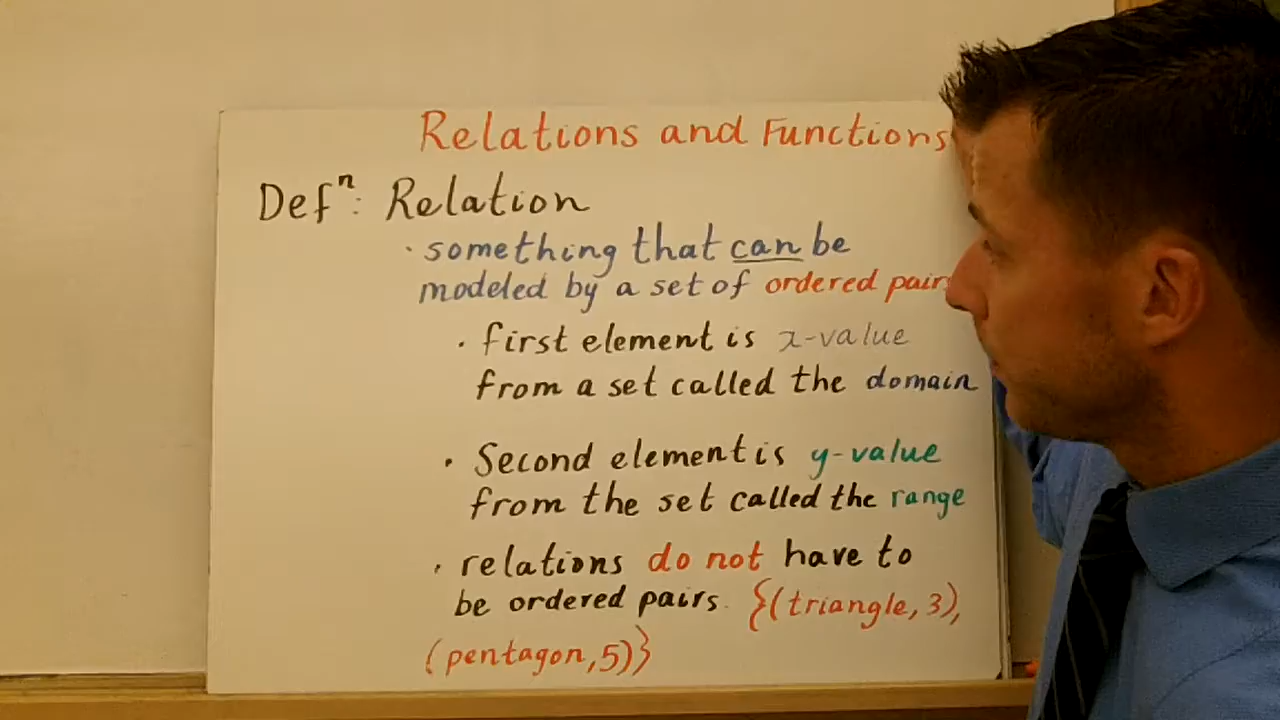 Relations and Functions
Defⁿ: Relation
· something that can be
modeled by a set of ordered pairs
· first element is x-value
from a set called the domain
· Second element is y-value
from the set called the range
· relations do not have to
be ordered pairs. {(triangle, 3),
(pentagon, 5)}